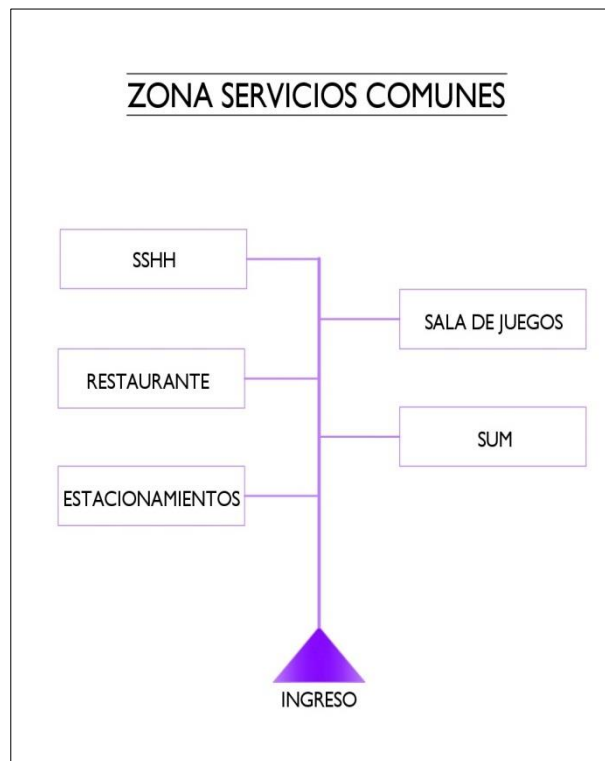 ZONA SERVICIOS COMUNES
SSHH
SALA DE JUEGOS
RESTAURANTE
SUM
ESTACIONAMIENTOS
INGRESO